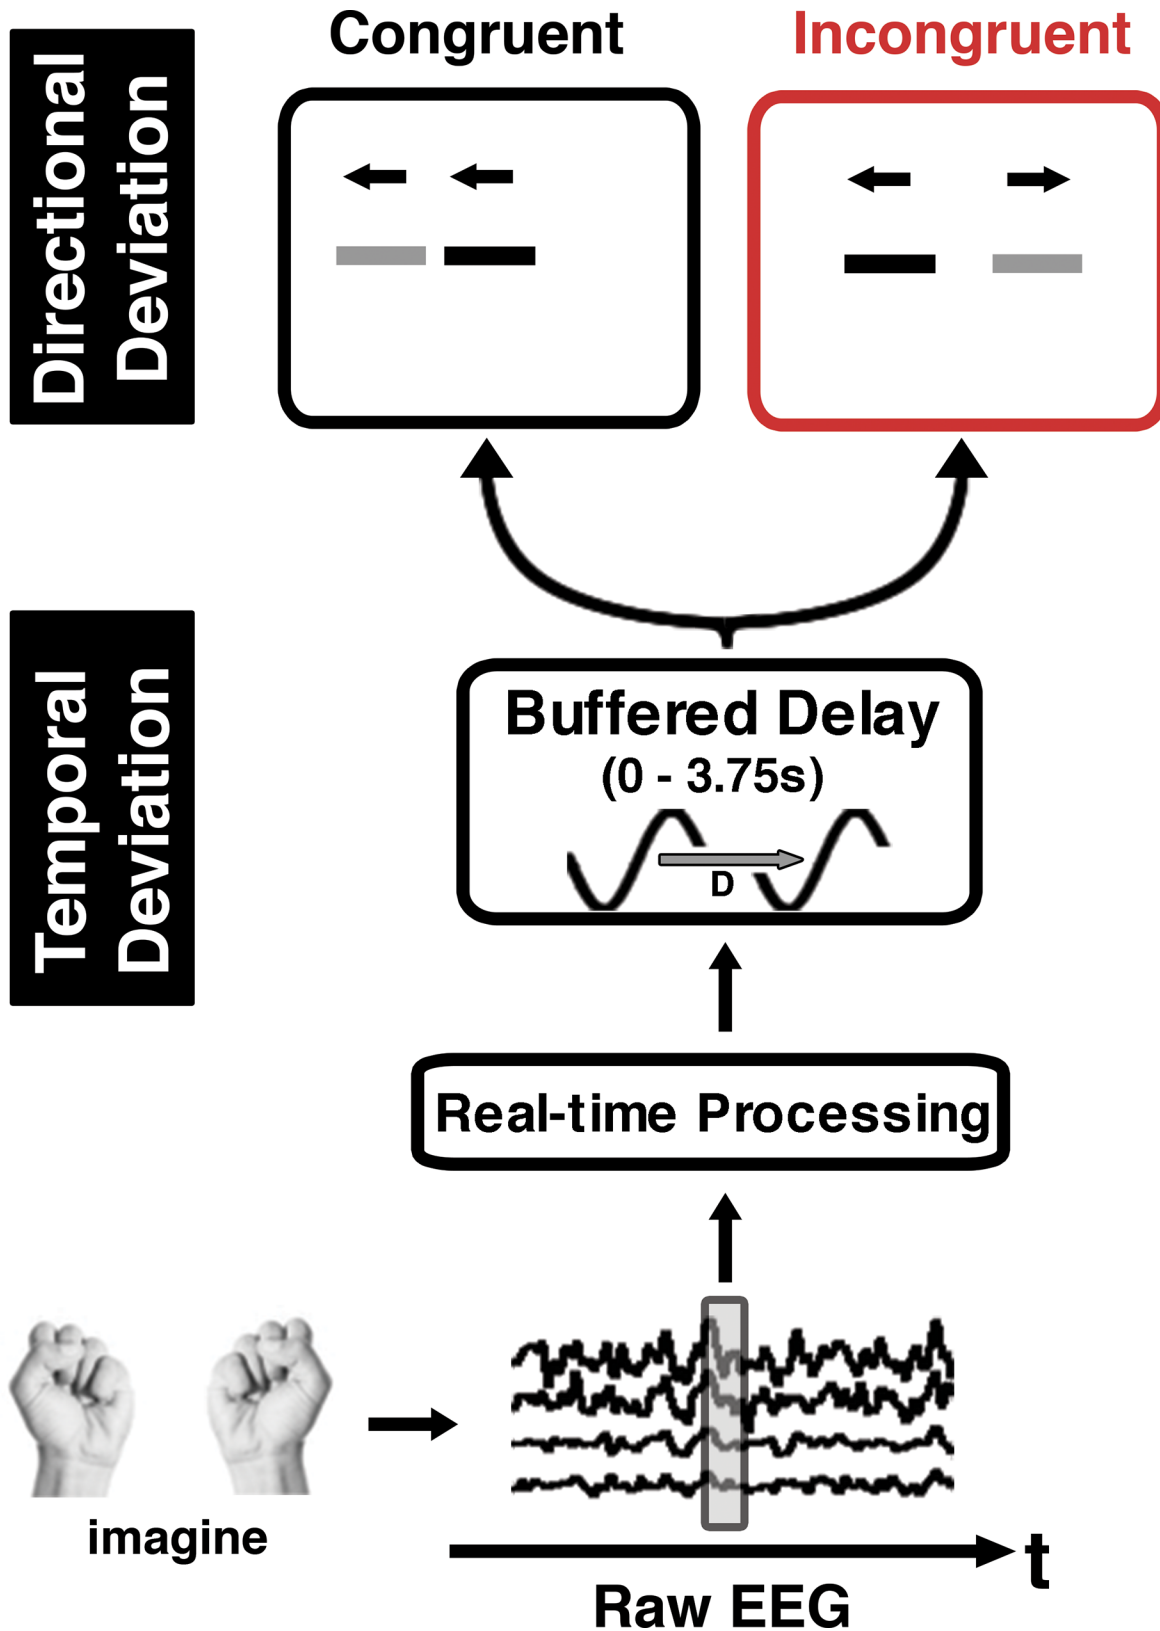 Congruent
Incongruent
Directional
Deviation
Temporal
Deviation
Buffered Delay
(0 - 3.75s)
D
Real-time Processing
imagine
t
Raw EEG